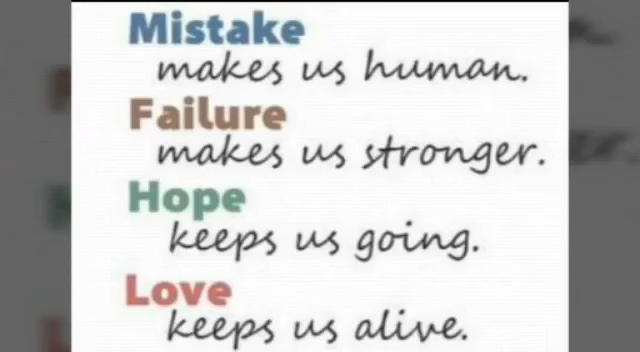 Mistake
makes us human.
Failure
makes us stronger.
Hope
keeps us going.
Love
keeps us alive.